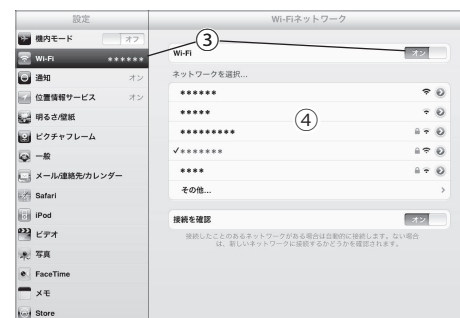 設定
Wi-Fiネットワーク
機内モード オフ
Wi-Fi ******
通知 オン
位置情報サービス オン
明るさ/壁紙
ピクチャフレーム
一般
メール/連絡先/カレンダー
Safari
iPod
ビデオ
写真
FaceTime
メモ
Store
③
Wi-Fi オン
ネットワークを選択...
******
*****
*********
✓*******
****
その他...
④
接続を確認 オン
接続したことのあるネットワークがある場合は自動的に接続します。ない場合
は、新しいネットワークに接続するかどうかを確認されます。